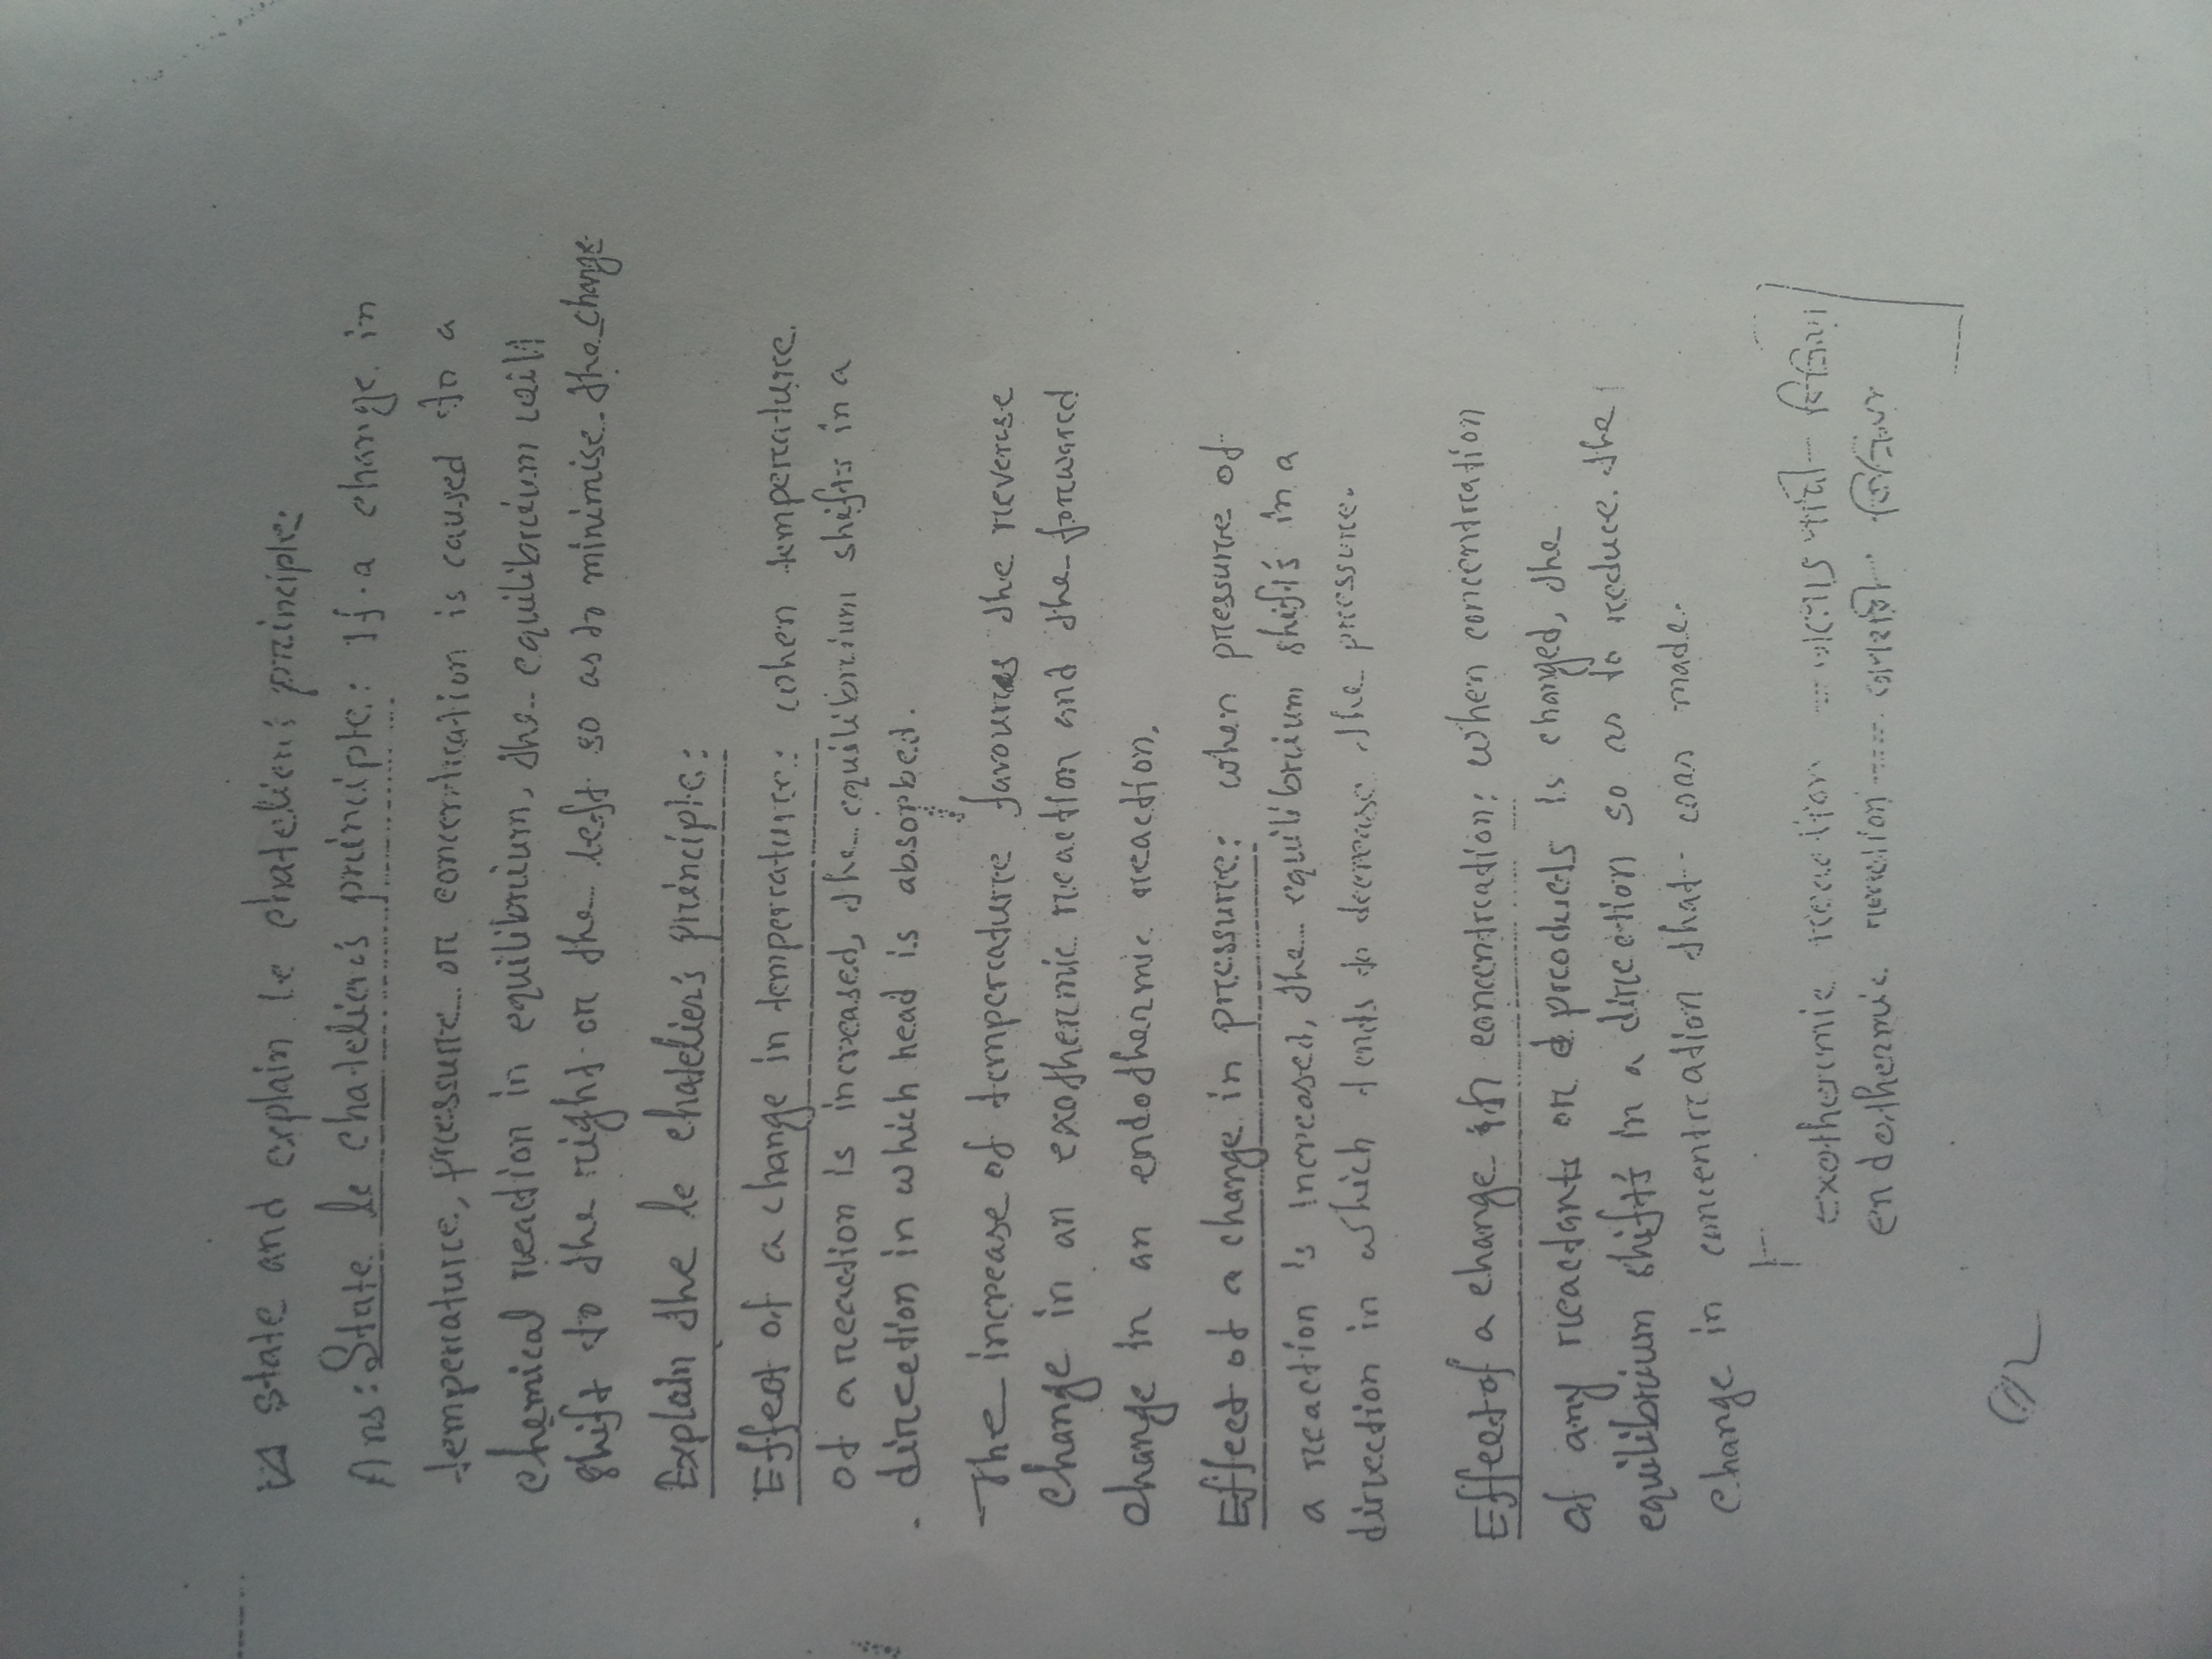 State and explain le chatelier's principle:
Ans: State le chatelier's principle: If a change in
temperature, pressure or concentration is caused to a
chemical reaction in equilibrium, the equilibrium will
shift to the right or the left so as to minimise the change
Explain the le chatelier's principle:
Effect of a change in temperature: when temperature
of a reaction is increased, the equilibrium shifts in a
direction in which head is absorbed.
The increase of temperature favoures the reverse
change in an exothermic reaction and the forward
change in an endothermic reaction.
Effect of a change in pressure: when pressure of
a reaction is increased, the equilibrium shift's in a
direction in which tends to decrease the pressure.
Effect of a change in concentration: when concentration
of any reactants or products is changed, the
equilibrium shift's in a direction so as to reduce the
change in concentration that was made.
exothermic reaction =
endothermic reaction